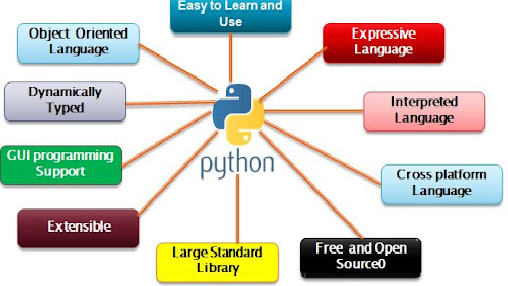 Easy to Learn and
Use
Object Oriented
Language
Expressive
Language
Dynamically
Typed
Interpreted
Language
GUI programming
Support
python
Cross platform
Language
Extensible
Large Standard
Library
Free and Open
Source0